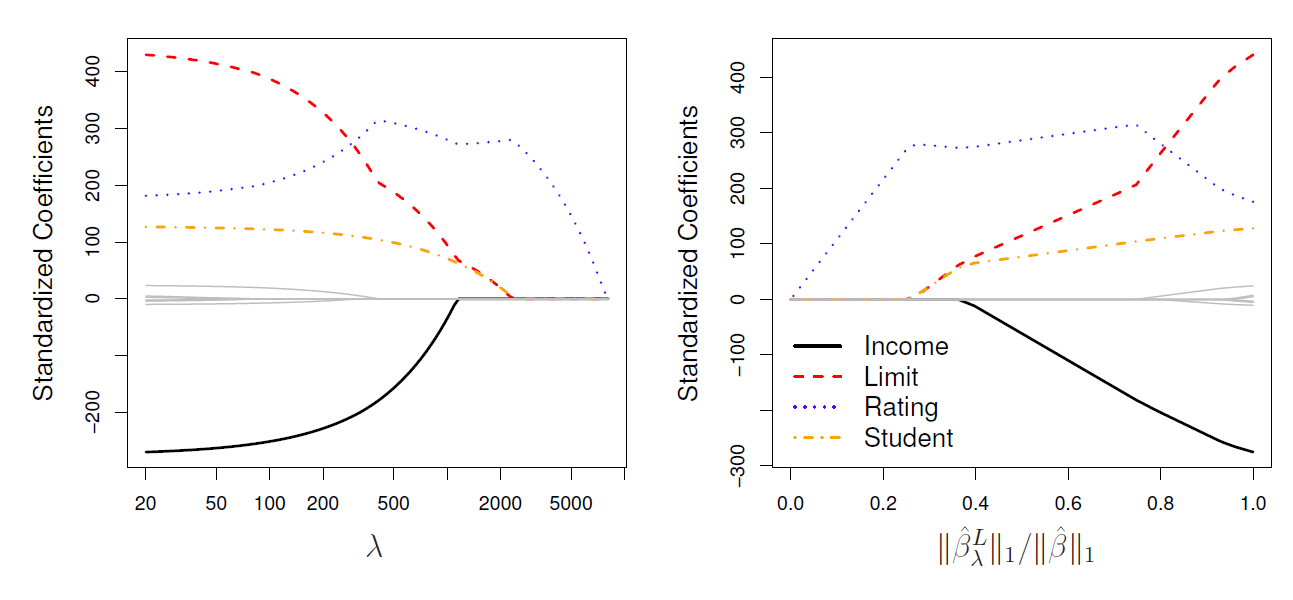 Standardized Coefficients
400
300
200
100
0
−200
20 50 100 200 500 2000 5000
λ
Standardized Coefficients
400
300
200
100
0
−100
−300
0.0 0.2 0.4 0.6 0.8 1.0
Income
Limit
Rating
Student
‖β̂λᴸ‖₁/‖β̂‖₁